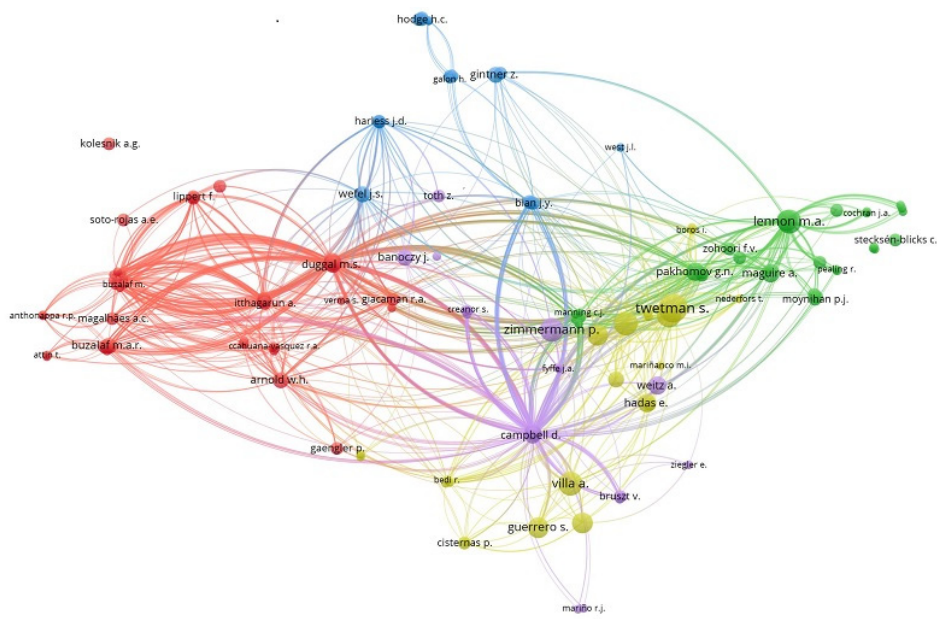 hodge h.c.
galon h.
gintner z.
harless j.d.
kolesnik a.g.
west j.l.
lippert f.
wefel j.s.
toth z.
bian j.y.
soto-rojas a.e.
lennon m.a.
cochran j.a.
boros i.
stecksén-blicks c.
zohoori f.v.
banoczy j.
duggal m.s.
pakhomov g.n.
maguire a.
pealing r.
buzalaf m.
itthagarun a.
verma s.
giacaman r.a.
nederfors t.
moynihan p.j.
anthonappa r.p.
magalhães a.c.
creanor s.
manning c.j.
twetman s.
zimmermann p.
attin t.
buzalaf m.a.r.
ccahuana-vasquez r.a.
fyffe j.a.
mariñanco m.i.
arnold w.h.
weitz a.
hadas e.
campbell d.
gaengler p.
ziegler e.
bedi r.
villa a.
bruszt v.
guerrero s.
cisternas p.
mariño r.j.